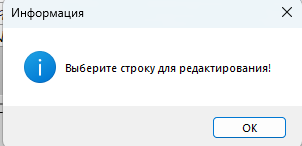 Информация
Выберите строку для редактирования!
OK